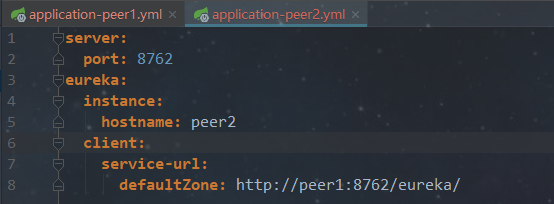 application-peer1.yml × application-peer2.yml ×
1 server:
2 port: 8762
3 eureka:
4 instance:
5 hostname: peer2
6 client:
7 service-url:
8 defaultZone: http://peer1:8762/eureka/